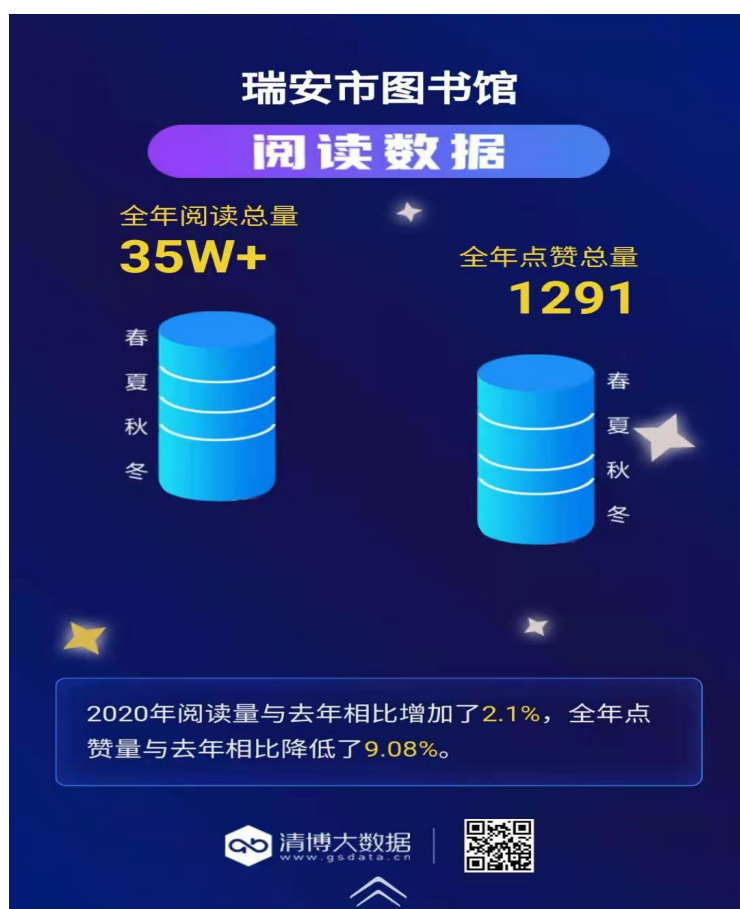 瑞安市图书馆
阅读数据
全年阅读总量
35W+
全年点赞总量
1291
春
夏
秋
冬
春
夏
秋
冬
2020年阅读量与去年相比增加了2.1%，全年点
赞量与去年相比降低了9.08%。
清博大数据
www.gsdata.cn